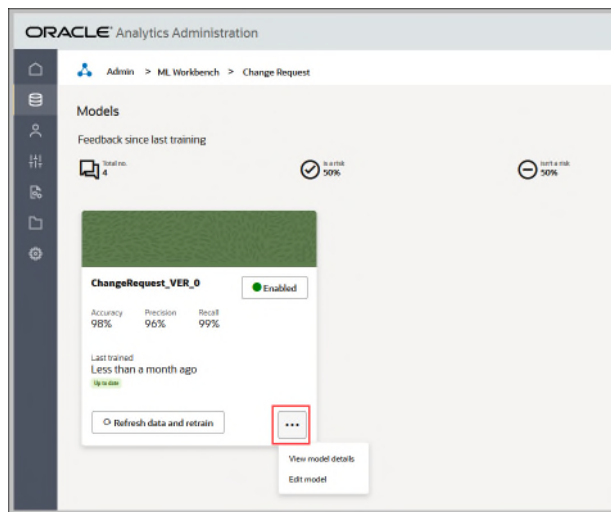 ORACLE Analytics Administration
Admin > ML Workbench > Change Request
Models
Feedback since last training
Total no.
4
Is a risk
50%
Isn't a risk
50%
ChangeRequest_VER_0
Enabled
Accuracy Precision Recall
98% 96% 99%
Last trained
Less than a month ago
Up to date
Refresh data and retrain
...
View model details
Edit model